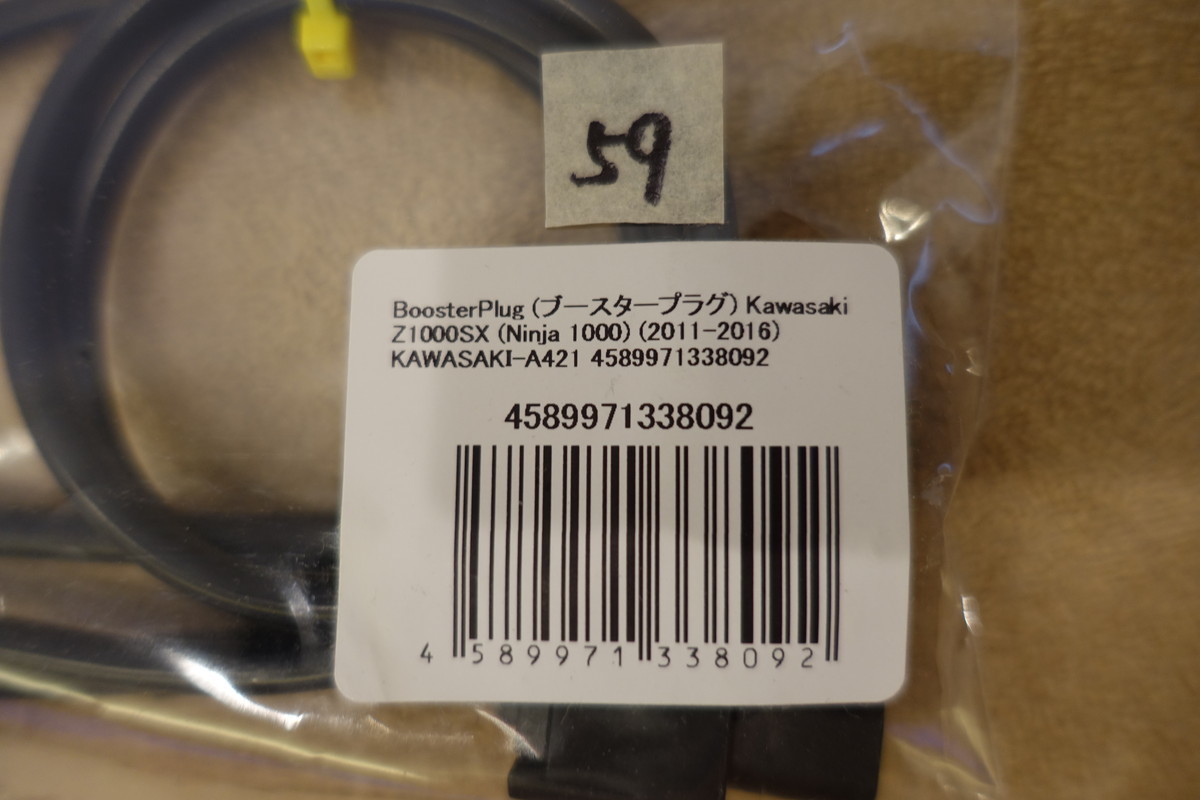 59
BoosterPlug (ブースタープラグ) Kawasaki
Z1000SX (Ninja 1000) (2011-2016)
KAWASAKI-A421 4589971338092
4589971338092
4 589971 338092